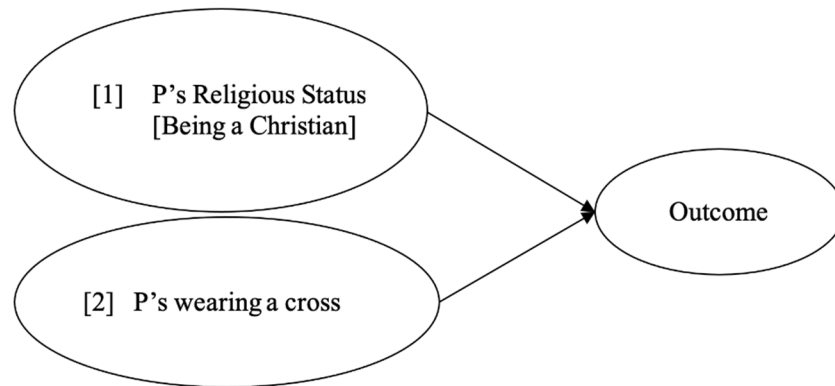 [1] P’s Religious Status
[Being a Christian]
Outcome
[2] P’s wearing a cross